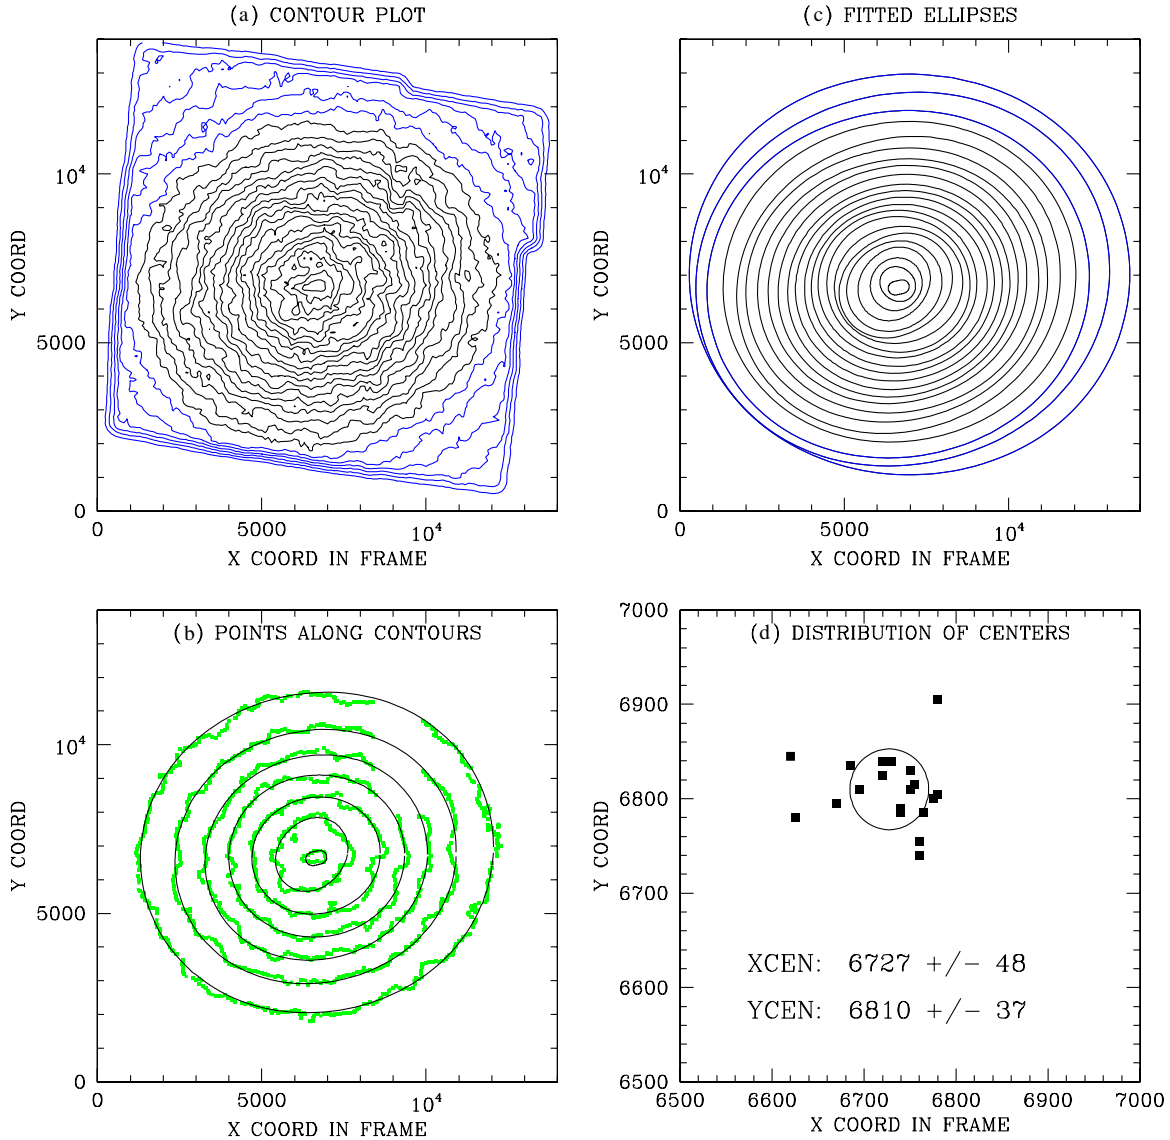 (a) CONTOUR PLOT
10⁴
5000
0
Y COORD
0 5000 10⁴
X COORD IN FRAME
(c) FITTED ELLIPSES
10⁴
5000
0
Y COORD
0 5000 10⁴
X COORD IN FRAME
(b) POINTS ALONG CONTOURS
10⁴
5000
0
Y COORD
0 5000 10⁴
X COORD IN FRAME
(d) DISTRIBUTION OF CENTERS
7000
6900
6800
6700
6600
6500
Y COORD
XCEN: 6727 +/- 48
YCEN: 6810 +/- 37
6500 6600 6700 6800 6900 7000
X COORD IN FRAME